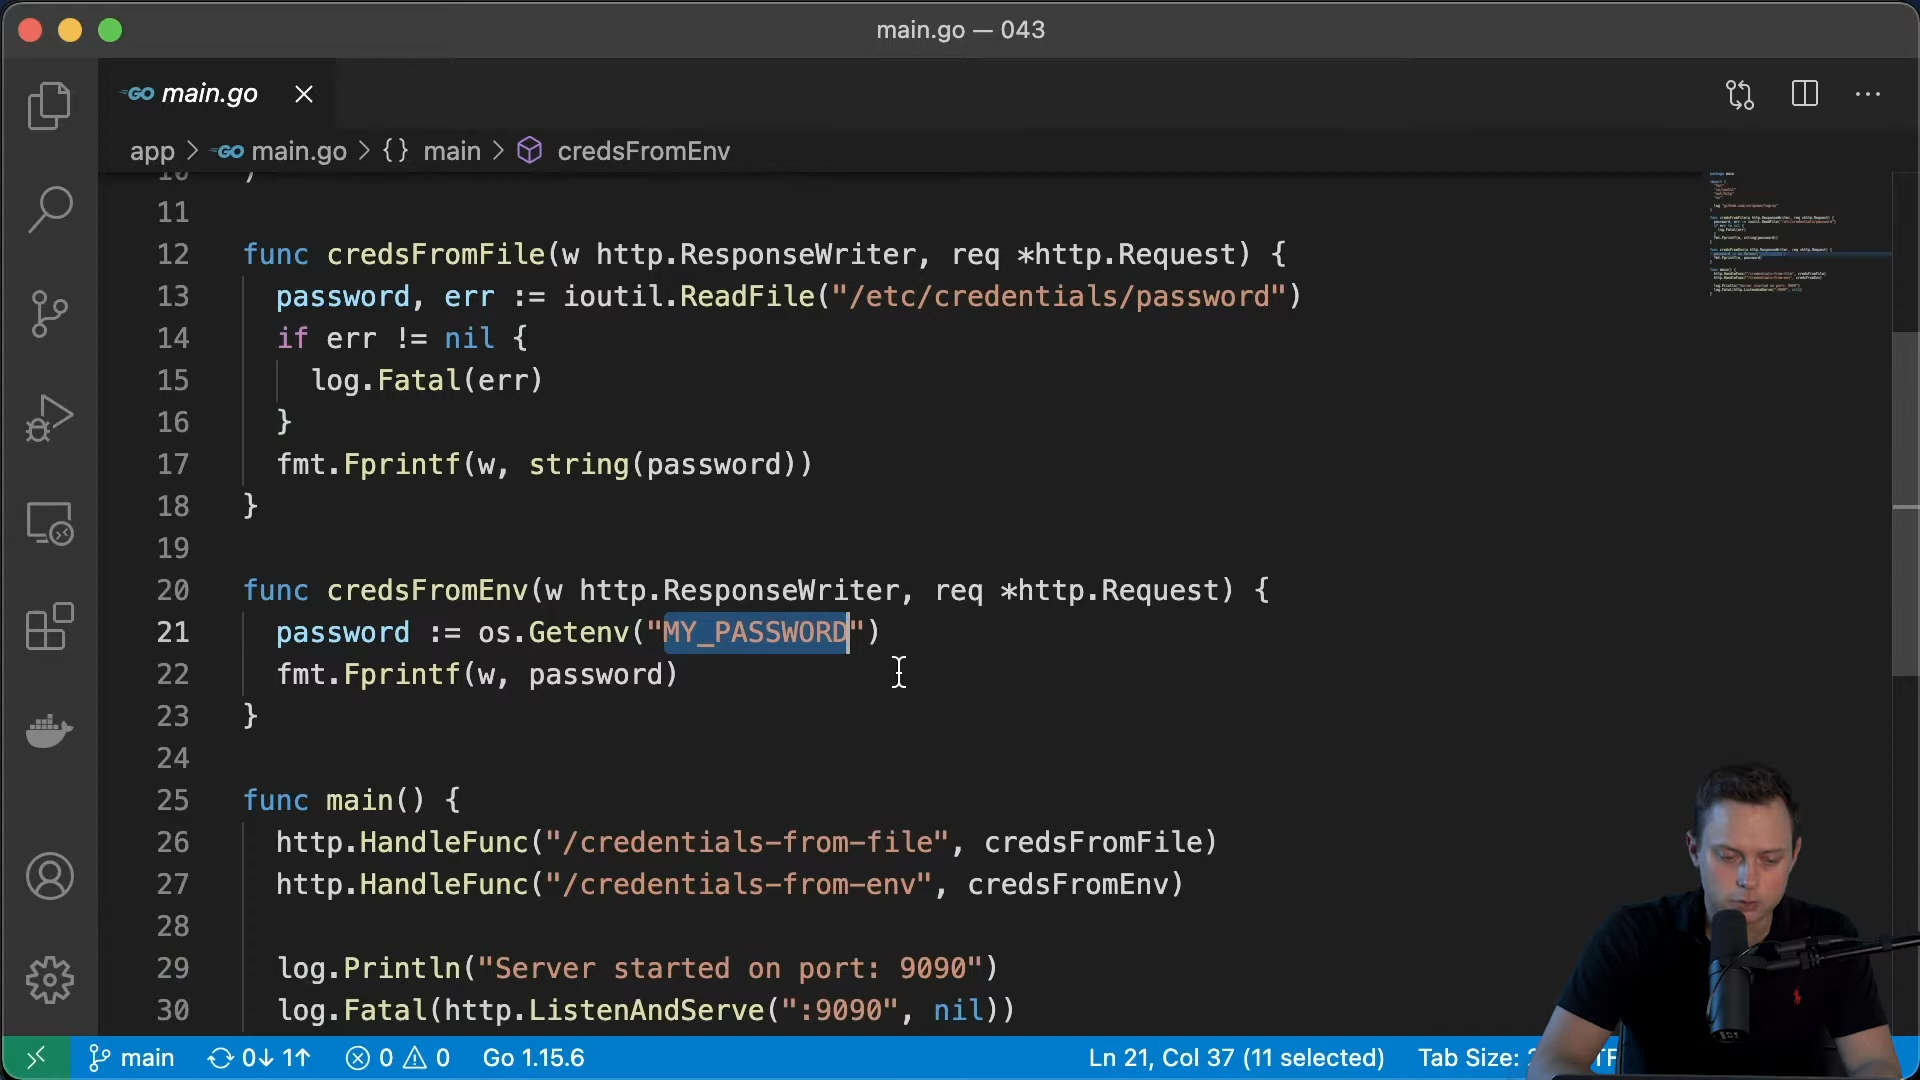 main.go — 043
GO main.go
app > GO main.go > {} main > credsFromEnv
10 )
11
12 func credsFromFile(w http.ResponseWriter, req *http.Request) {
13 password, err := ioutil.ReadFile("/etc/credentials/password")
14 if err != nil {
15 log.Fatal(err)
16 }
17 fmt.Fprintf(w, string(password))
18 }
19
20 func credsFromEnv(w http.ResponseWriter, req *http.Request) {
21 password := os.Getenv("MY_PASSWORD")
22 fmt.Fprintf(w, password)
23 }
24
25 func main() {
26 http.HandleFunc("/credentials-from-file", credsFromFile)
27 http.HandleFunc("/credentials-from-env", credsFromEnv)
28
29 log.Println("Server started on port: 9090")
30 log.Fatal(http.ListenAndServe(":9090", nil))
main 0↓ 1↑ 0 0 Go 1.15.6 Ln 21, Col 37 (11 selected) Tab Size: